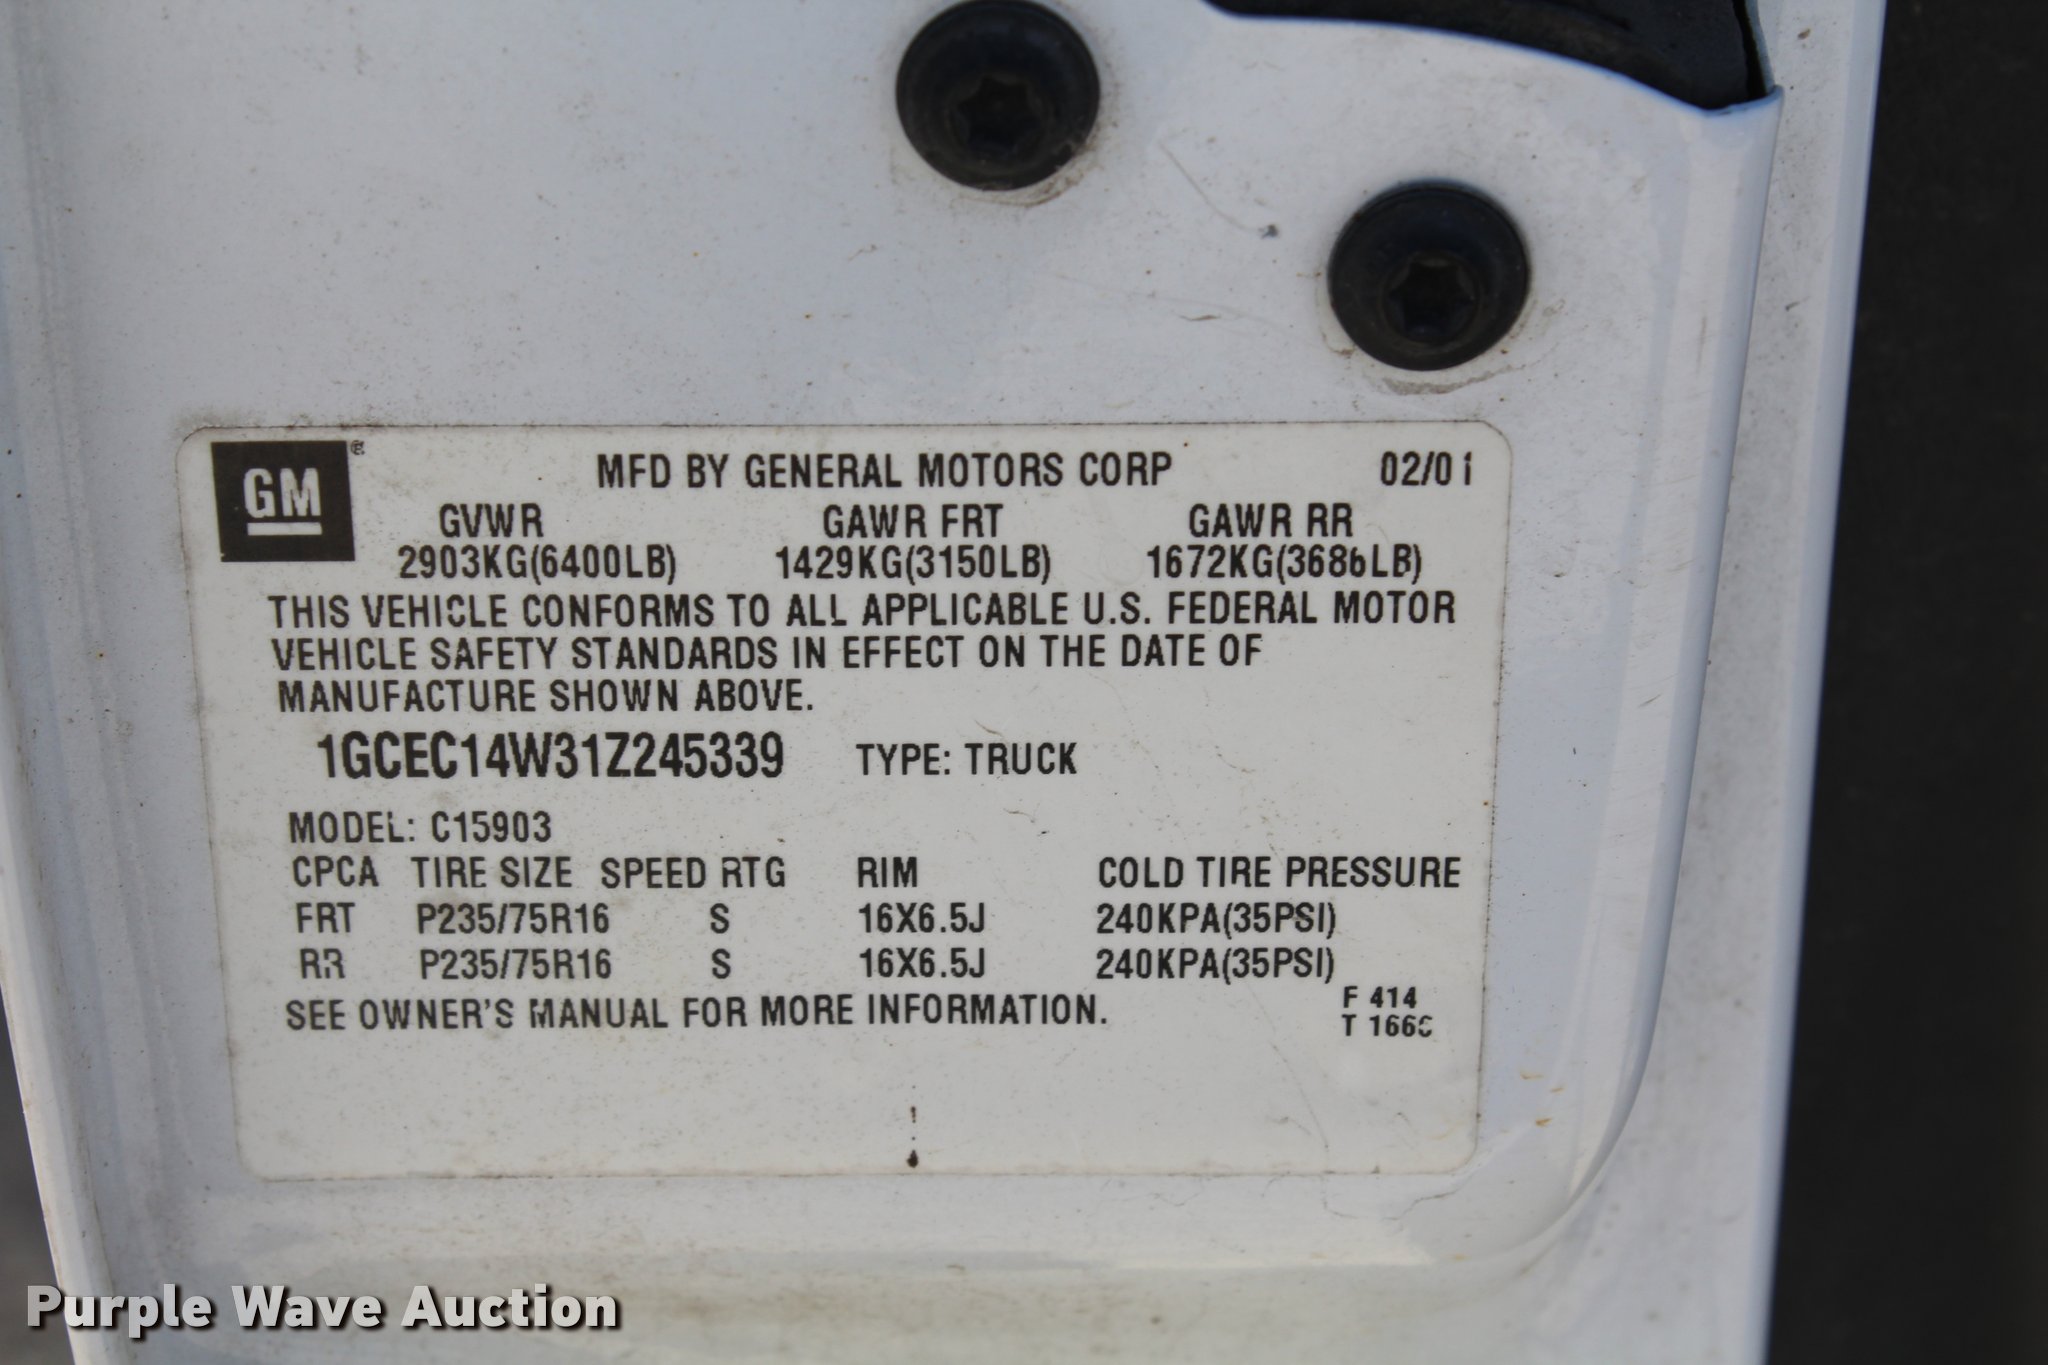 GM ® MFD BY GENERAL MOTORS CORP 02/01
GVWR GAWR FRT GAWR RR
2903KG(6400LB) 1429KG(3150LB) 1672KG(3686LB)
THIS VEHICLE CONFORMS TO ALL APPLICABLE U.S. FEDERAL MOTOR
VEHICLE SAFETY STANDARDS IN EFFECT ON THE DATE OF
MANUFACTURE SHOWN ABOVE.
1GCEC14W31Z245339 TYPE: TRUCK
MODEL: C15903
CPCA TIRE SIZE SPEED RTG RIM COLD TIRE PRESSURE
FRT P235/75R16 S 16X6.5J 240KPA(35PSI)
RR P235/75R16 S 16X6.5J 240KPA(35PSI)
SEE OWNER'S MANUAL FOR MORE INFORMATION.
F 414
T
Purple Wave Auction